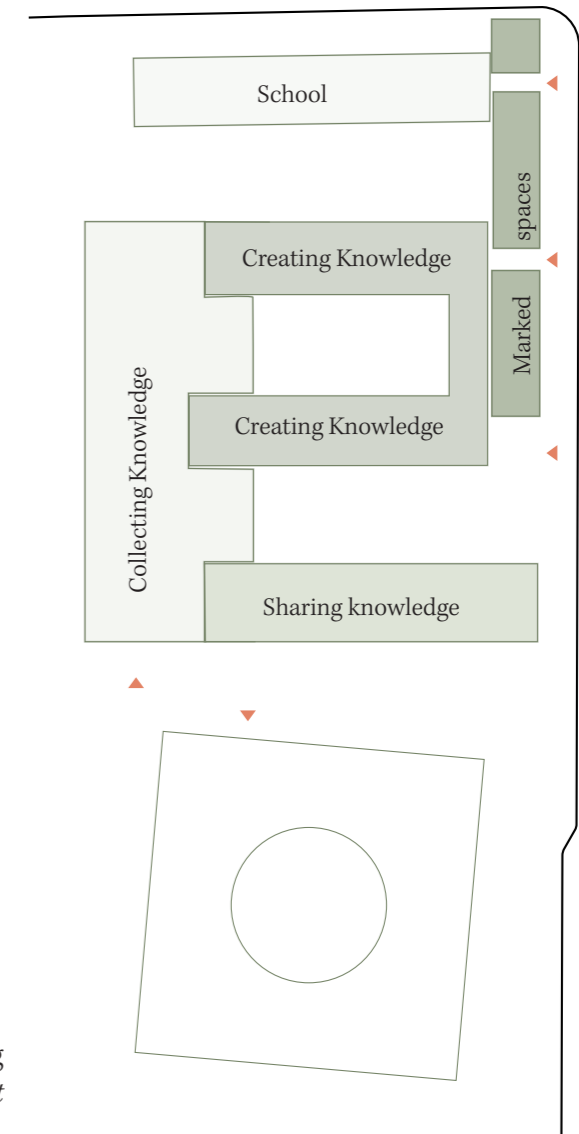 School
spaces
Creating Knowledge
Marked
Collecting Knowledge
Creating Knowledge
Sharing knowledge
g
t